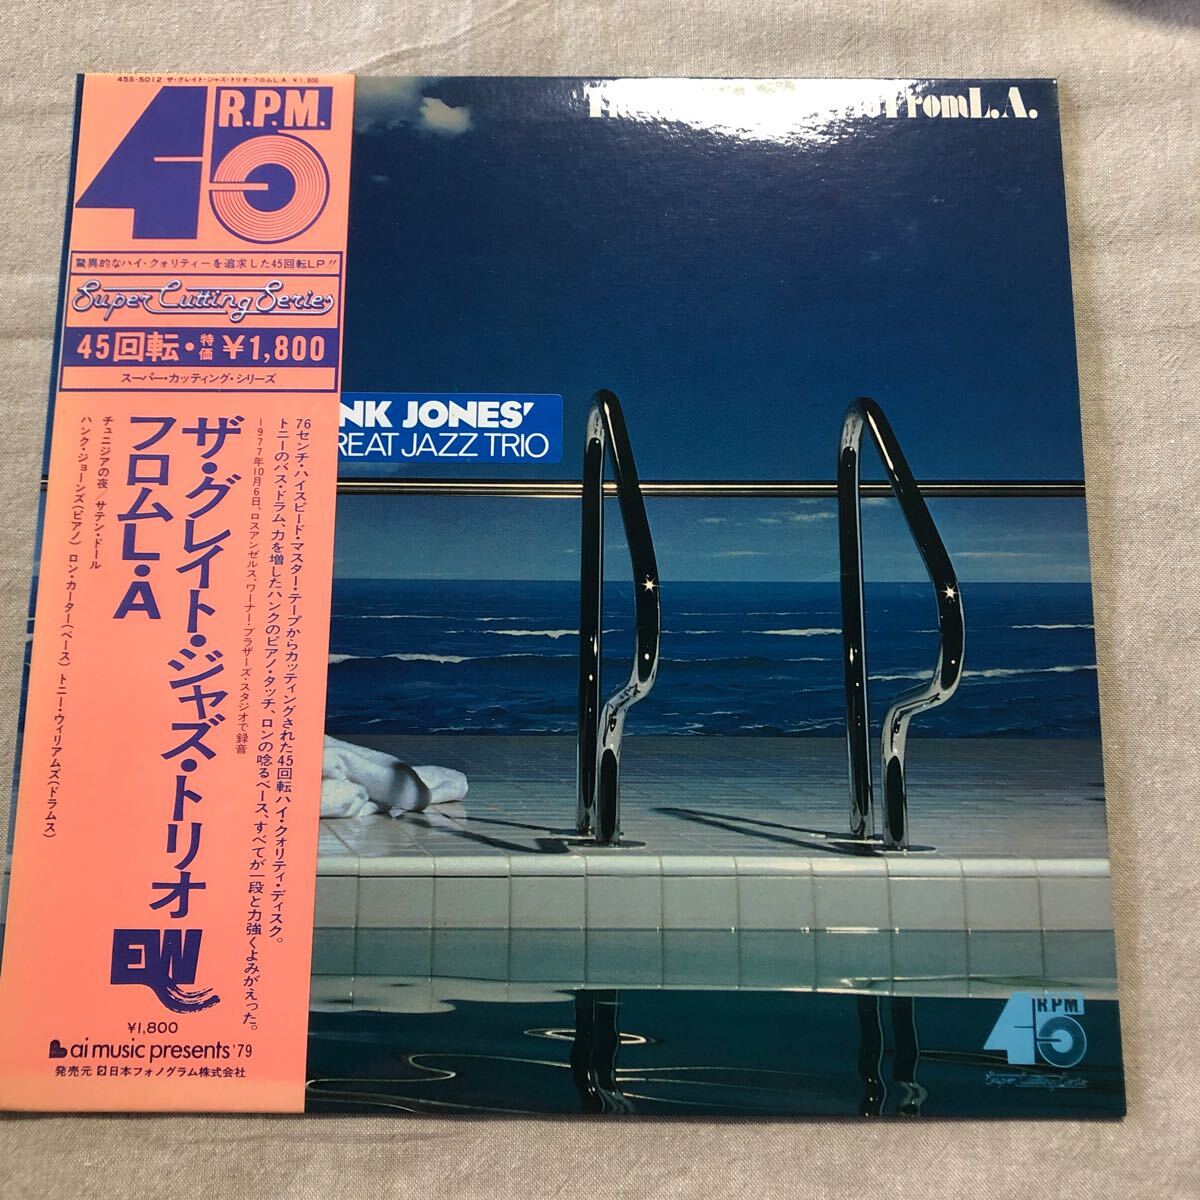 45S-5012 ザ・グレイト・ジャズ・トリオ・フロムL.A. ¥1,800
45
R.P.M.
驚異的なハイ・クォリティーを追求した45回転LP!!
Super Cutting Series
45回転・特価 ¥1,800
スーパー・カッティング・シリーズ
76センチ・ハイスピード・マスター・テープからカッティングされた45回転ハイ・クォリティ・ディスク。
トニーのバス・ドラム、力を増したハンクのピアノ・タッチ、ロンの唸るベース、すべてが一段と力強くよみがえった。
1977年10月6日、ロスアンゼルス、ワーナー・ブラザーズ・スタジオで録音
ザ・グレイト・ジャズ・トリオ
フロムL・A
チュニジアの夜/サテン・ドール
ハンク・ジョーンズ(ピアノ) ロン・カーター(ベース) トニー・ウィリアムズ(ドラムス)
EW
¥1,800
ai music presents '79
発売元 日本フォノグラム株式会社
FromL.A.
NK JONES'
REAT JAZZ TRIO
45 R.P.M.
Super Cutting Series